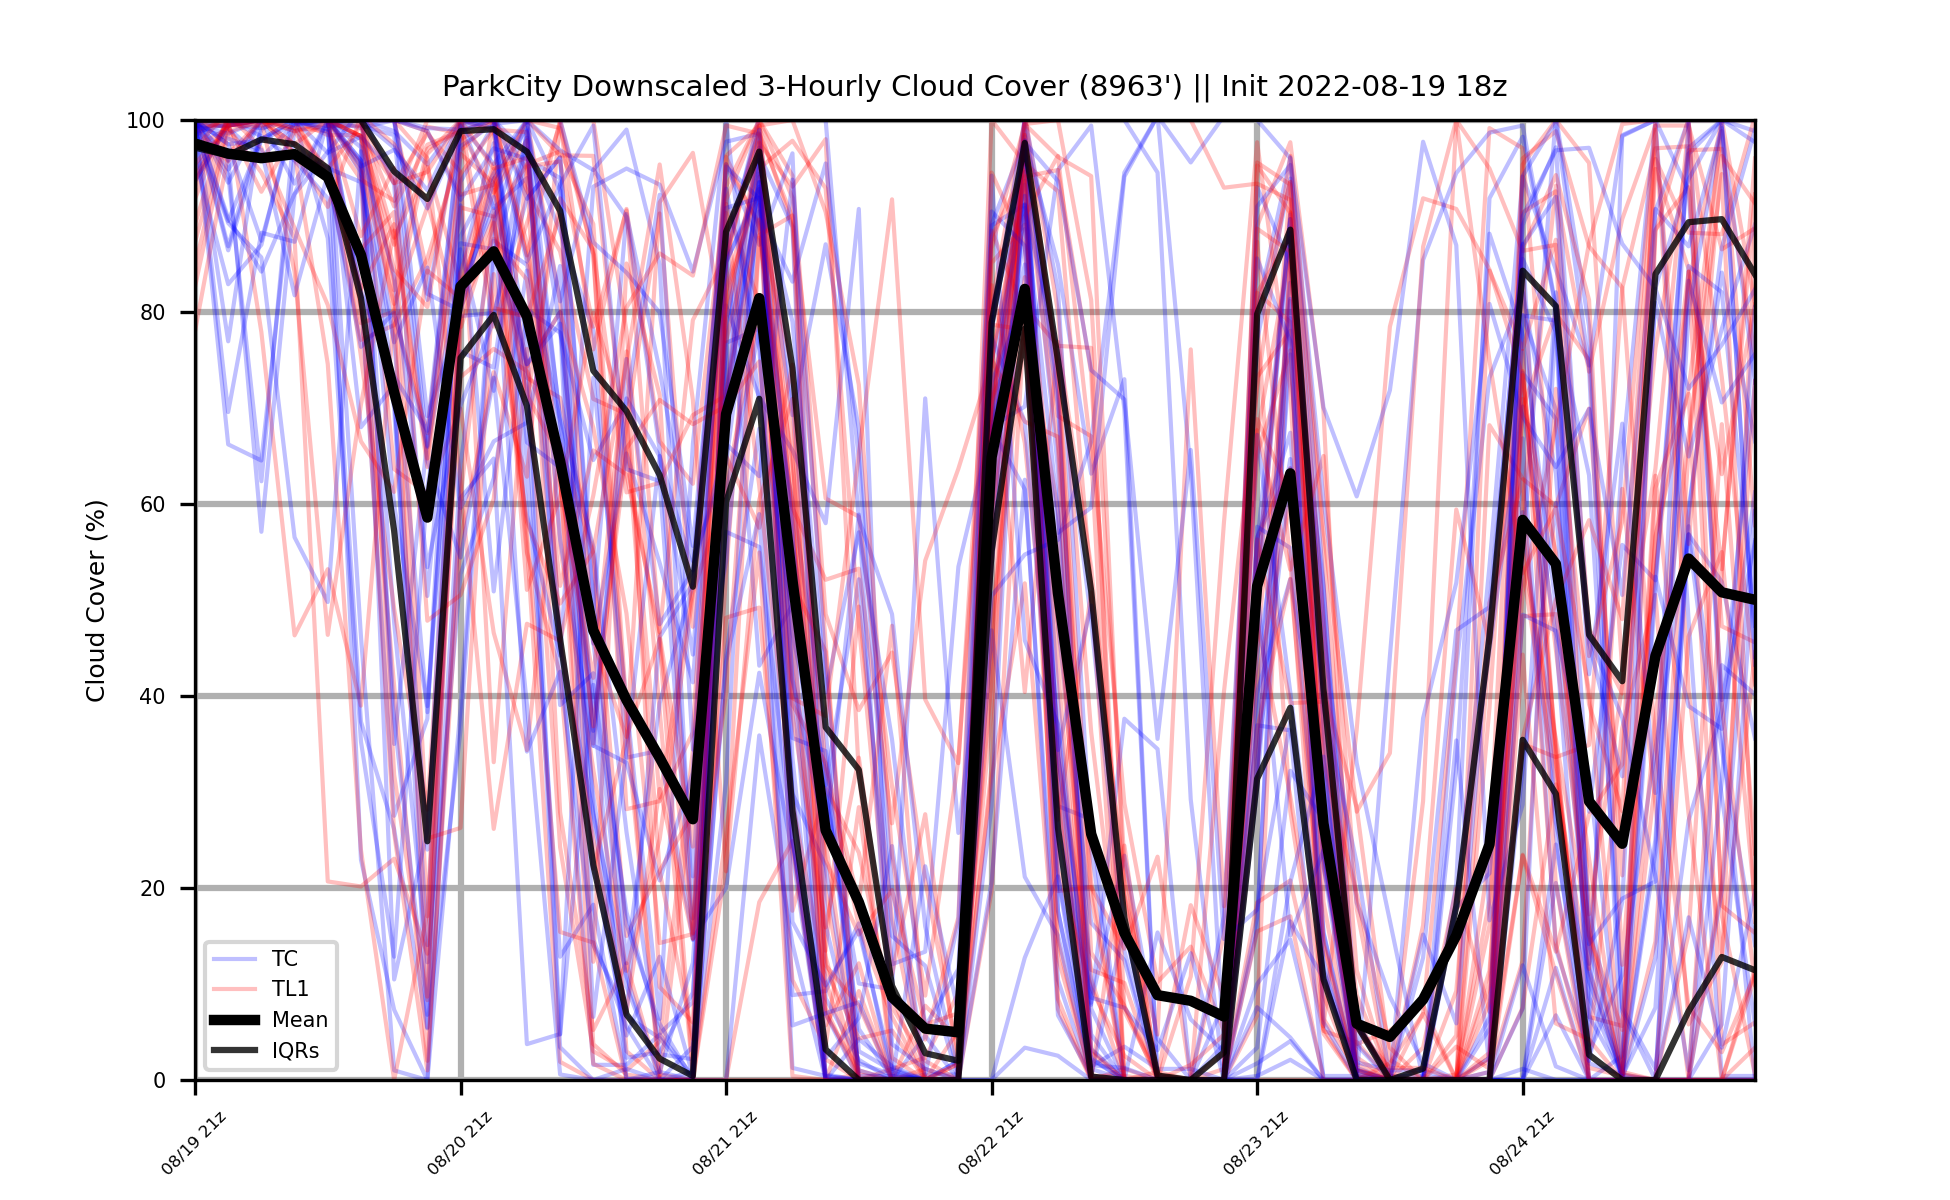 ParkCity Downscaled 3-Hourly Cloud Cover (8963') || Init 2022-08-19 18z
100
80
60
40
20
0
Cloud Cover (%)
TC
TL1
Mean
IQRs
08/19 21z
08/20 21z
08/21 21z
08/22 21z
08/23 21z
08/24 21z